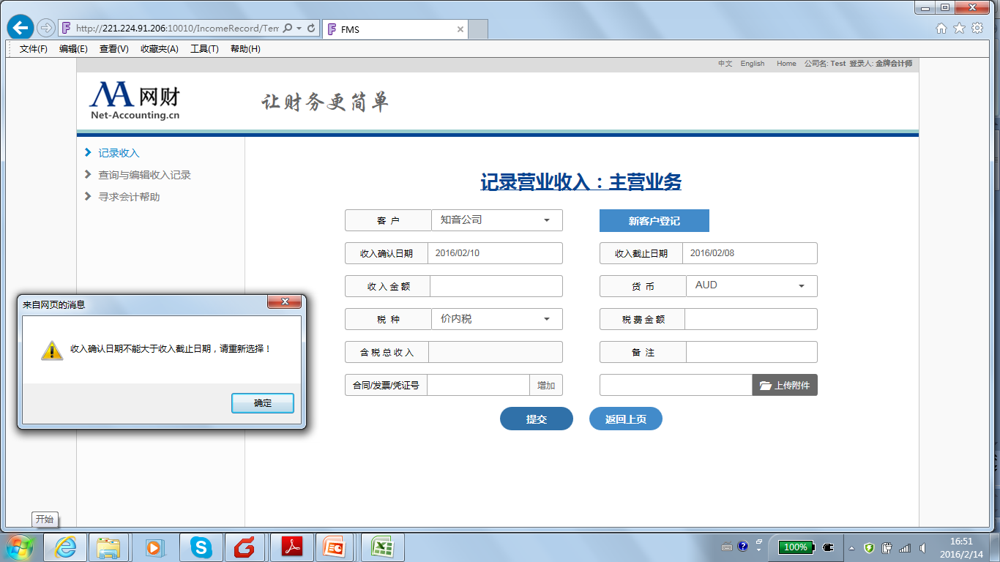 http://221.224.91.206:10010/IncomeRecord/Tem
FMS
文件(F) 编辑(E) 查看(V) 收藏夹(A) 工具(T) 帮助(H)
中文 English Home 公司名: Test 登录人: 金牌会计师
网财
Net-Accounting.cn
让财务更简单
记录收入
查询与编辑收入记录
寻求会计帮助
记录营业收入：主营业务
客 户 知音公司 新客户登记
收入确认日期 2016/02/10 收入截止日期 2016/02/08
收 入 金 额 货 币 AUD
税 种 价内税 税 费 金 额
含 税 总 收 入 备 注
合同/发票/凭证号 增加 上传附件
提交 返回上页
来自网页的消息
收入确认日期不能大于收入截止日期，请重新选择！
确定
开始
100%
16:51
2016/2/14